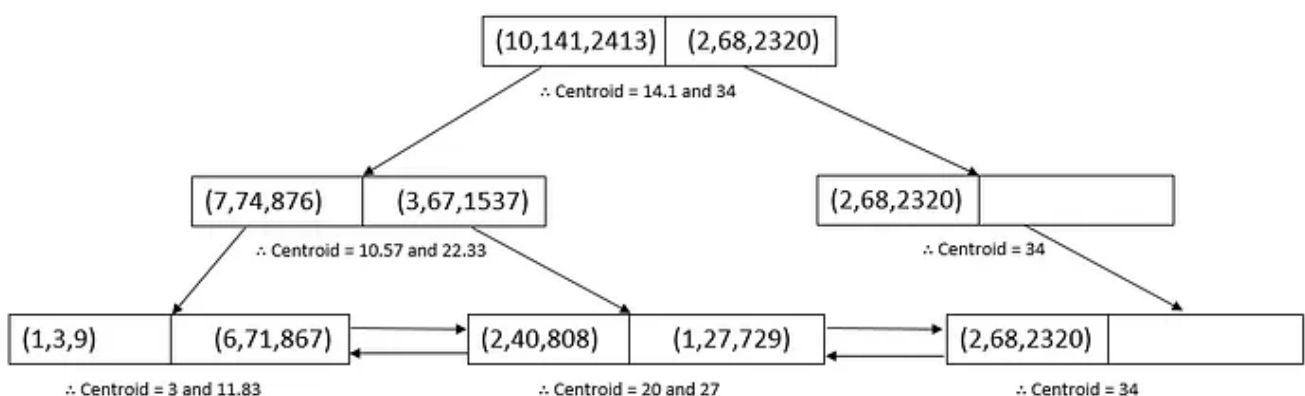 (10,141,2413) (2,68,2320)
∴ Centroid = 14.1 and 34
(7,74,876) (3,67,1537) (2,68,2320)
∴ Centroid = 10.57 and 22.33 ∴ Centroid = 34
(1,3,9) (6,71,867) (2,40,808) (1,27,729) (2,68,2320)
∴ Centroid = 3 and 11.83 ∴ Centroid = 20 and 27 ∴ Centroid = 34